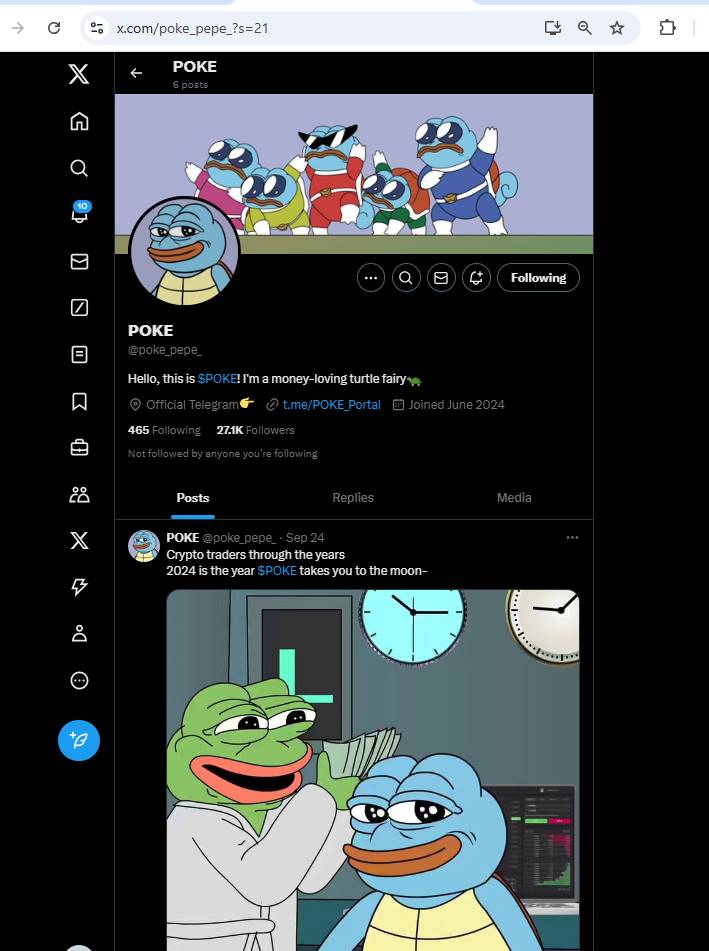 x.com/poke_pepe_?s=21
POKE
6 posts
10
Following
POKE
@poke_pepe_
Hello, this is $POKE! I'm a money-loving turtle fairy🐢
Official Telegram👉 t.me/POKE_Portal Joined June 2024
465 Following 27.1K Followers
Not followed by anyone you're following
Posts Replies Media
POKE @poke_pepe_ · Sep 24
Crypto traders through the years
2024 is the year $POKE takes you to the moon~